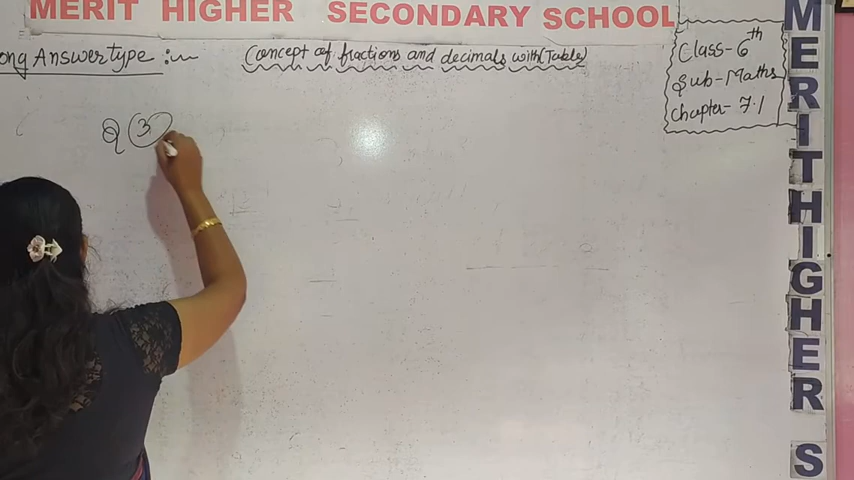 MERIT HIGHER SECONDARY SCHOOL
ong Answer type :~
Concept of fractions and decimals with (Table)
Class - 6th
Sub - Maths
Chapter - 7.1
Q 3
MERIT HIGHER S